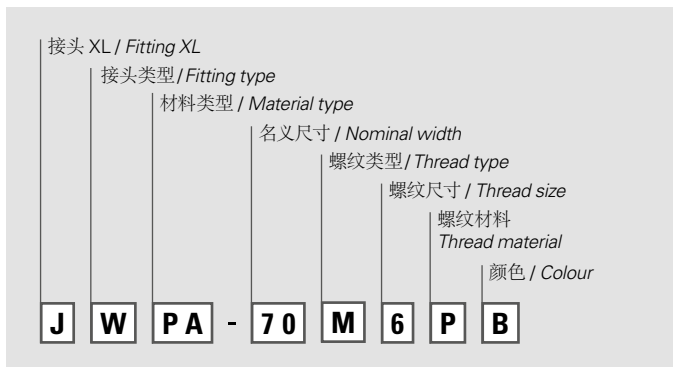 接头 XL / Fitting XL
接头类型/ Fitting type
材料类型 / Material type
名义尺寸 / Nominal width
螺纹类型/ Thread type
螺纹尺寸 / Thread size
螺纹材料
Thread material
颜色 / Colour
J W PA - 70 M 6 P B